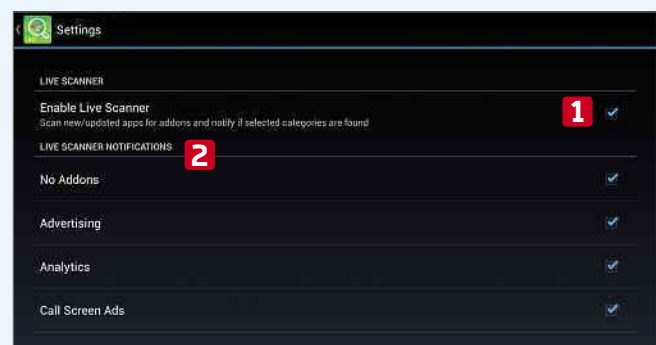 Settings
LIVE SCANNER
Enable Live Scanner
1
Scan new/updated apps for addons and notify if selected categories are found
LIVE SCANNER NOTIFICATIONS
2
No Addons
Advertising
Analytics
Call Screen Ads